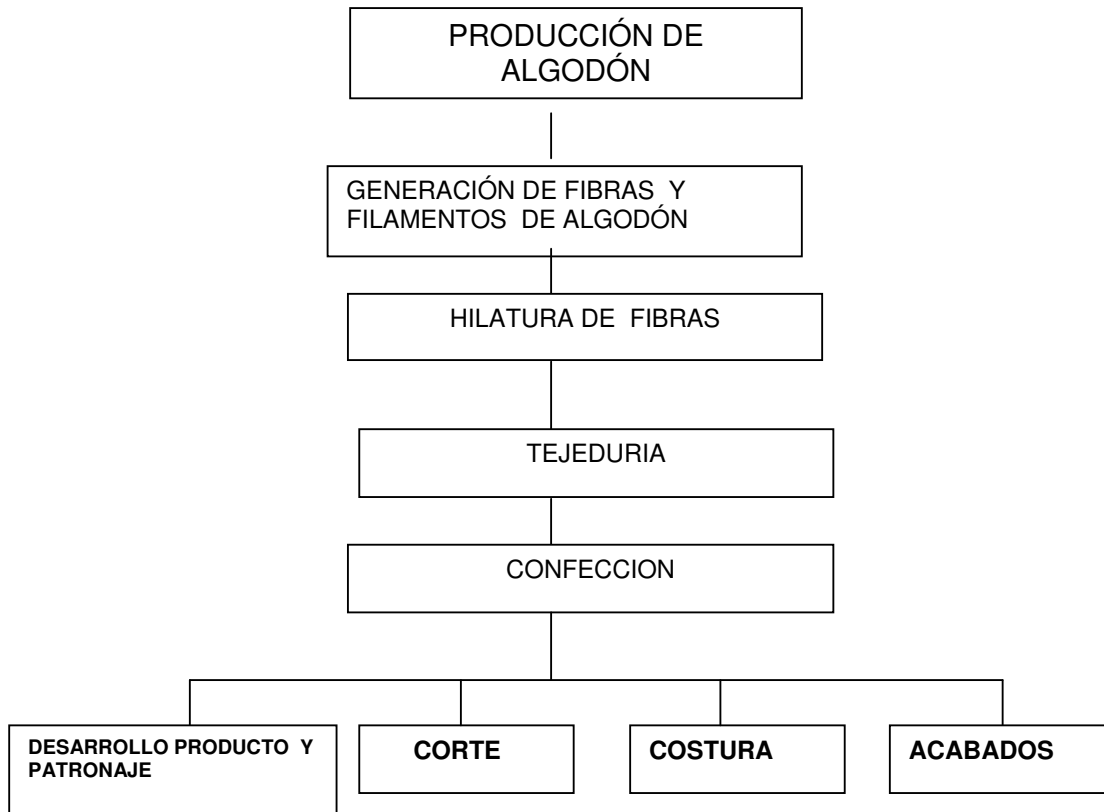 PRODUCCIÓN DE
ALGODÓN
GENERACIÓN DE FIBRAS Y
FILAMENTOS DE ALGODÓN
HILATURA DE FIBRAS
TEJEDURIA
CONFECCION
DESARROLLO PRODUCTO Y
PATRONAJE
CORTE
COSTURA
ACABADOS